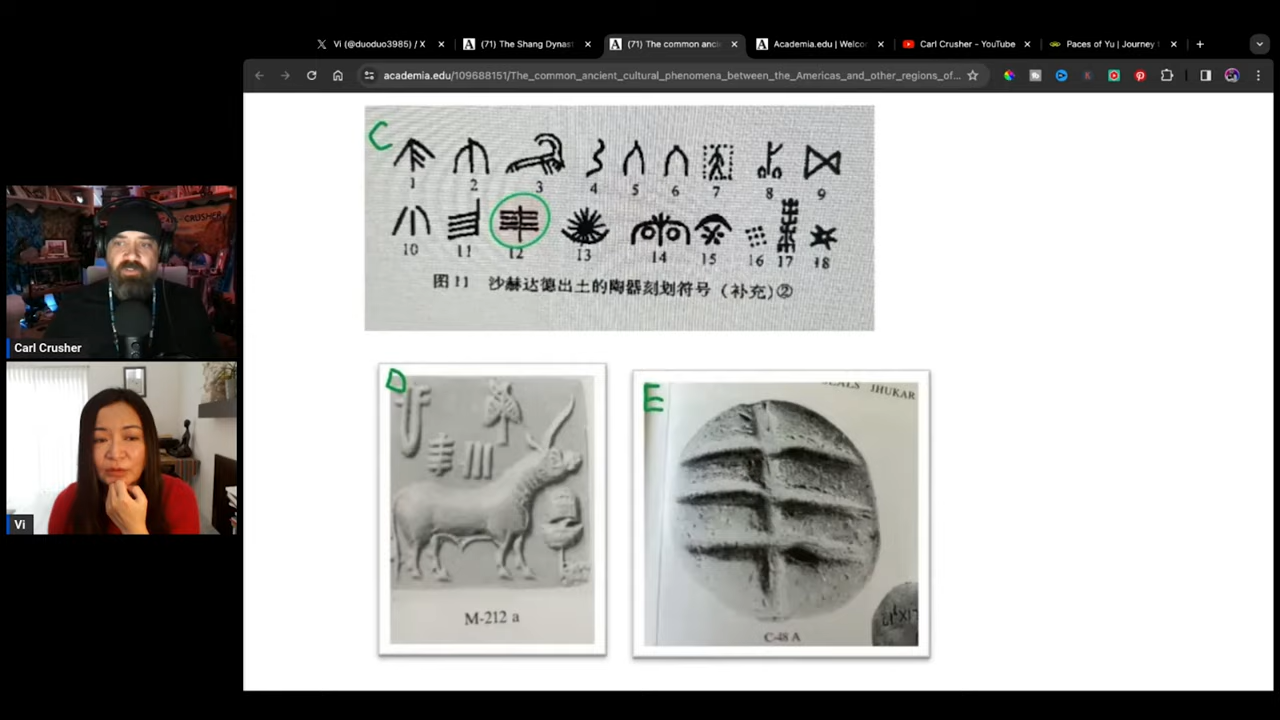 Vi (@duoduo3985) / X
(71) The Shang Dynast
(71) The common anci
Academia.edu | Welco
Carl Crusher - YouTube
Paces of Yu | Journey
academia.edu/109688151/The_common_ancient_cultural_phenomena_between_the_Americas_and_other_regions_of...
C
1 2 3 4 5 6 7 8 9
10 11 12 13 14 15 16 17 18
图11 沙赫达德出土的陶器刻划符号（补充）②
D
M-212 a
E
SEALS JHUKAR
C-48 A
CARL CRUSHER
Carl Crusher
Vi